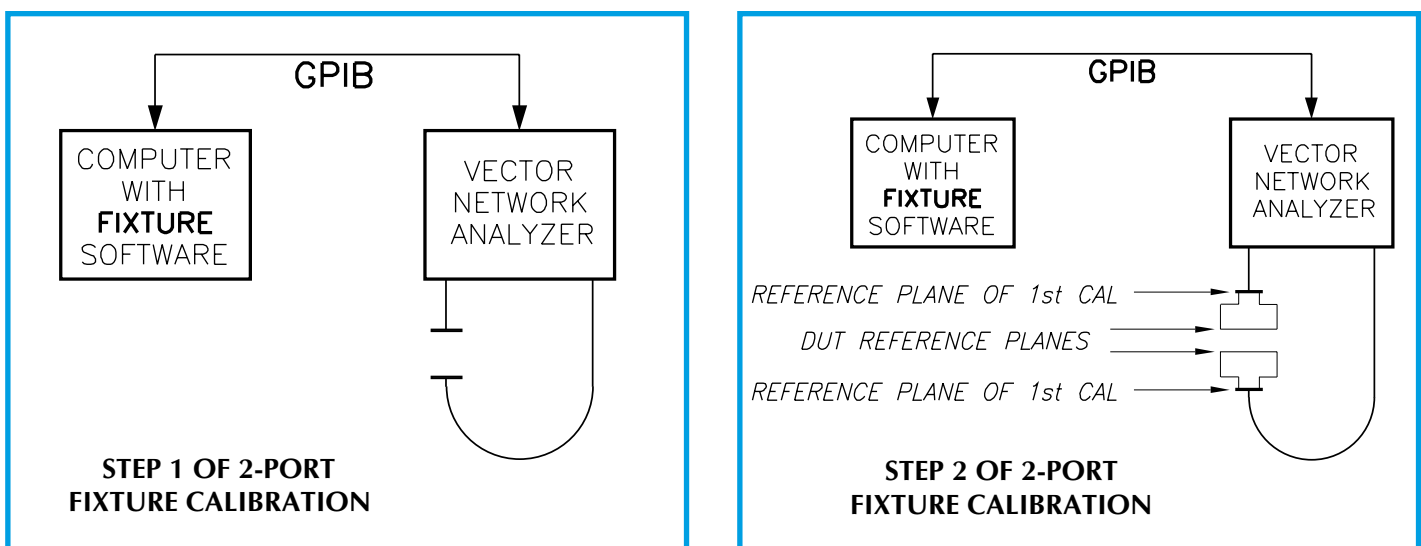 GPIB
COMPUTER
WITH
FIXTURE
SOFTWARE
VECTOR
NETWORK
ANALYZER
STEP 1 OF 2-PORT
FIXTURE CALIBRATION
GPIB
COMPUTER
WITH
FIXTURE
SOFTWARE
VECTOR
NETWORK
ANALYZER
REFERENCE PLANE OF 1st CAL
DUT REFERENCE PLANES
REFERENCE PLANE OF 1st CAL
STEP 2 OF 2-PORT
FIXTURE CALIBRATION